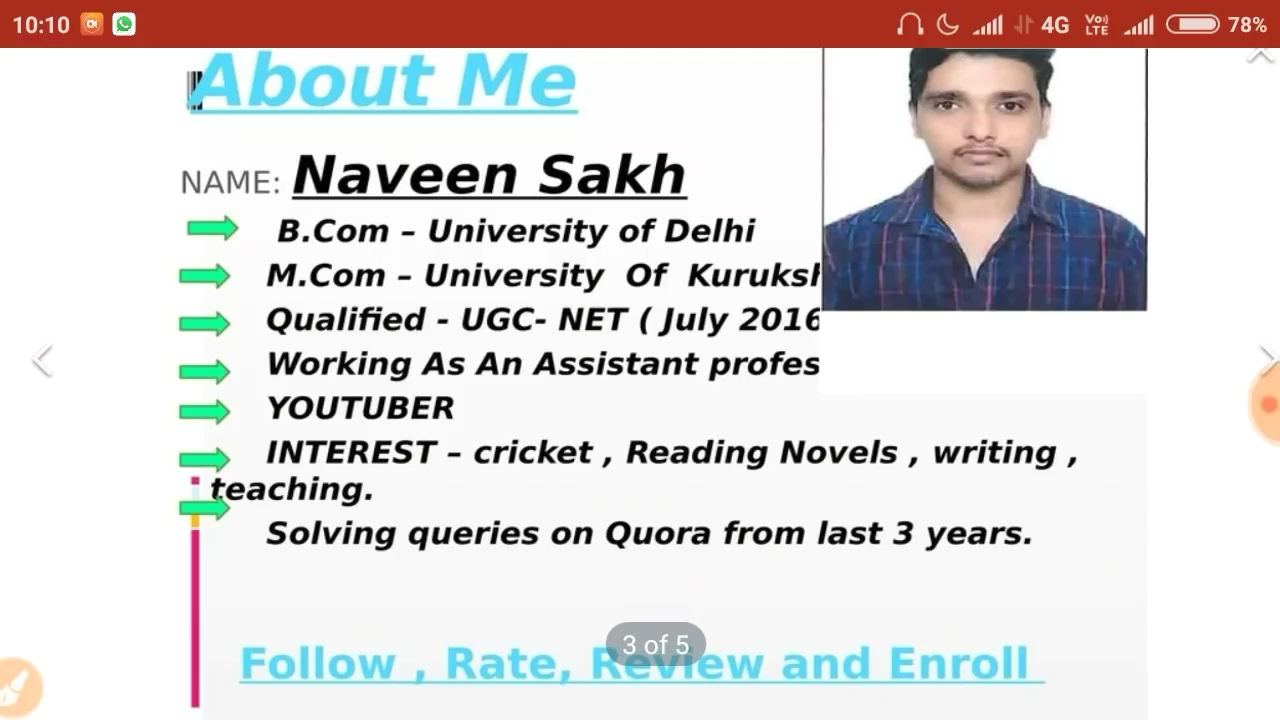 10:10 4G Vo) LTE 78%
About Me
NAME: Naveen Sakh
B.Com – University of Delhi
M.Com – University Of Kuruksh
Qualified - UGC- NET ( July 2016
Working As An Assistant profes
YOUTUBER
INTEREST – cricket , Reading Novels , writing ,
teaching.
Solving queries on Quora from last 3 years.
3 of 5
Follow , Rate, Review and Enroll